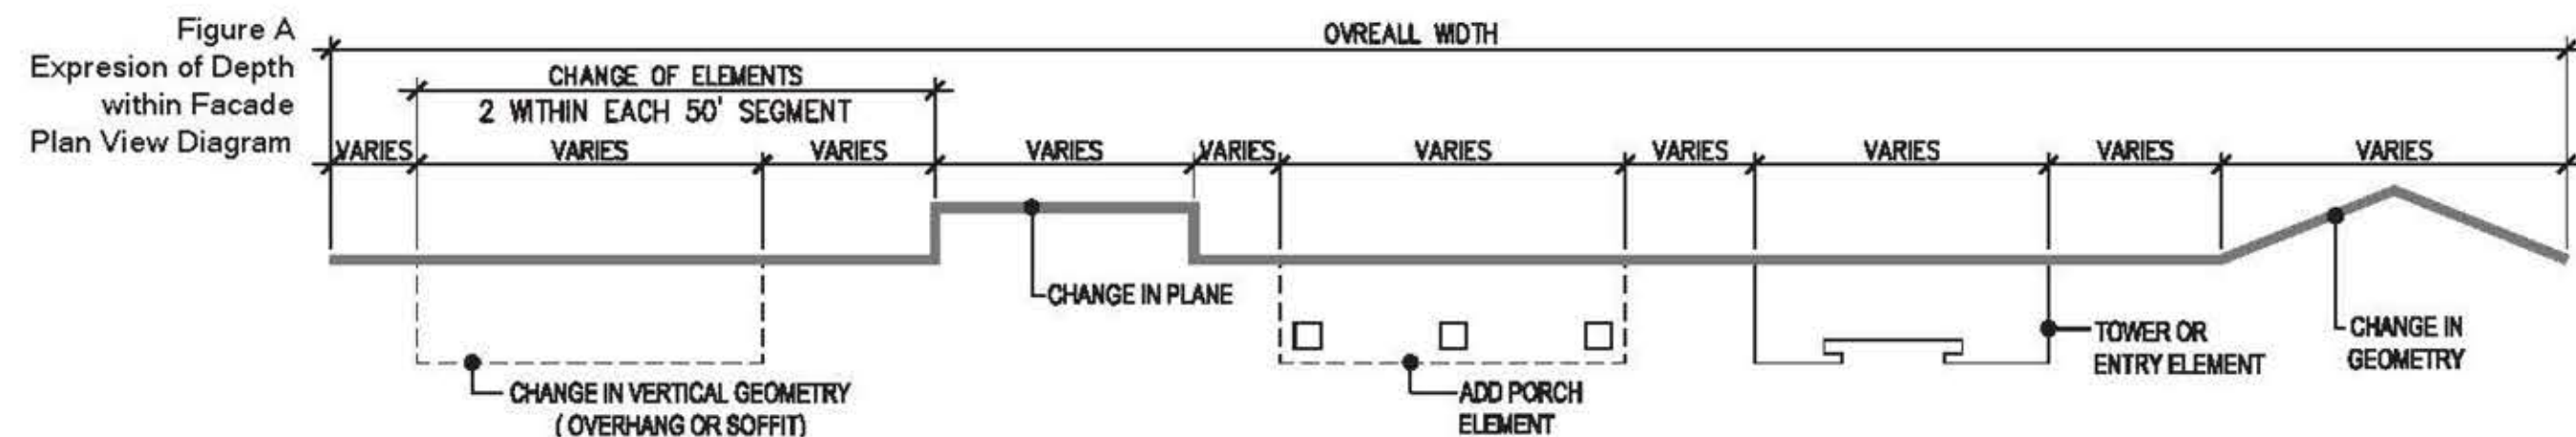 Figure A
Expresion of Depth
within Facade
Plan View Diagram
OVREALL WIDTH
CHANGE OF ELEMENTS
2 WITHIN EACH 50' SEGMENT
VARIES VARIES VARIES VARIES VARIES VARIES VARIES VARIES VARIES VARIES
CHANGE IN PLANE
CHANGE IN VERTICAL GEOMETRY
( OVERHANG OR SOFFIT)
ADD PORCH
ELEMENT
TOWER OR
ENTRY ELEMENT
CHANGE IN
GEOMETRY